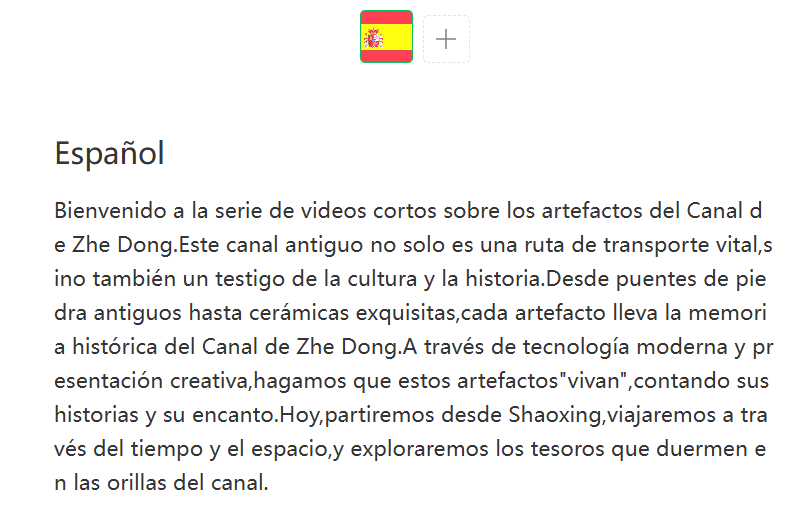 Español
Bienvenido a la serie de videos cortos sobre los artefactos del Canal d
e Zhe Dong.Este canal antiguo no solo es una ruta de transporte vital,s
ino también un testigo de la cultura y la historia.Desde puentes de pie
dra antiguos hasta cerámicas exquisitas,cada artefacto lleva la memori
a histórica del Canal de Zhe Dong.A través de tecnología moderna y pr
esentación creativa,hagamos que estos artefactos"vivan",contando sus
historias y su encanto.Hoy,partiremos desde Shaoxing,viajaremos a tra
vés del tiempo y el espacio,y exploraremos los tesoros que duermen e
n las orillas del canal.